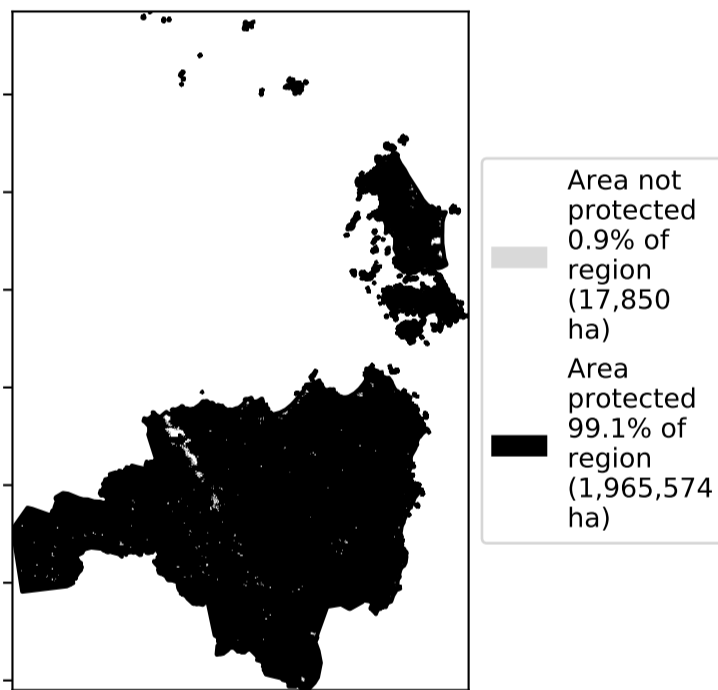 Area not
protected
0.9% of
region
(17,850
ha)
Area
protected
99.1% of
region
(1,965,574
ha)